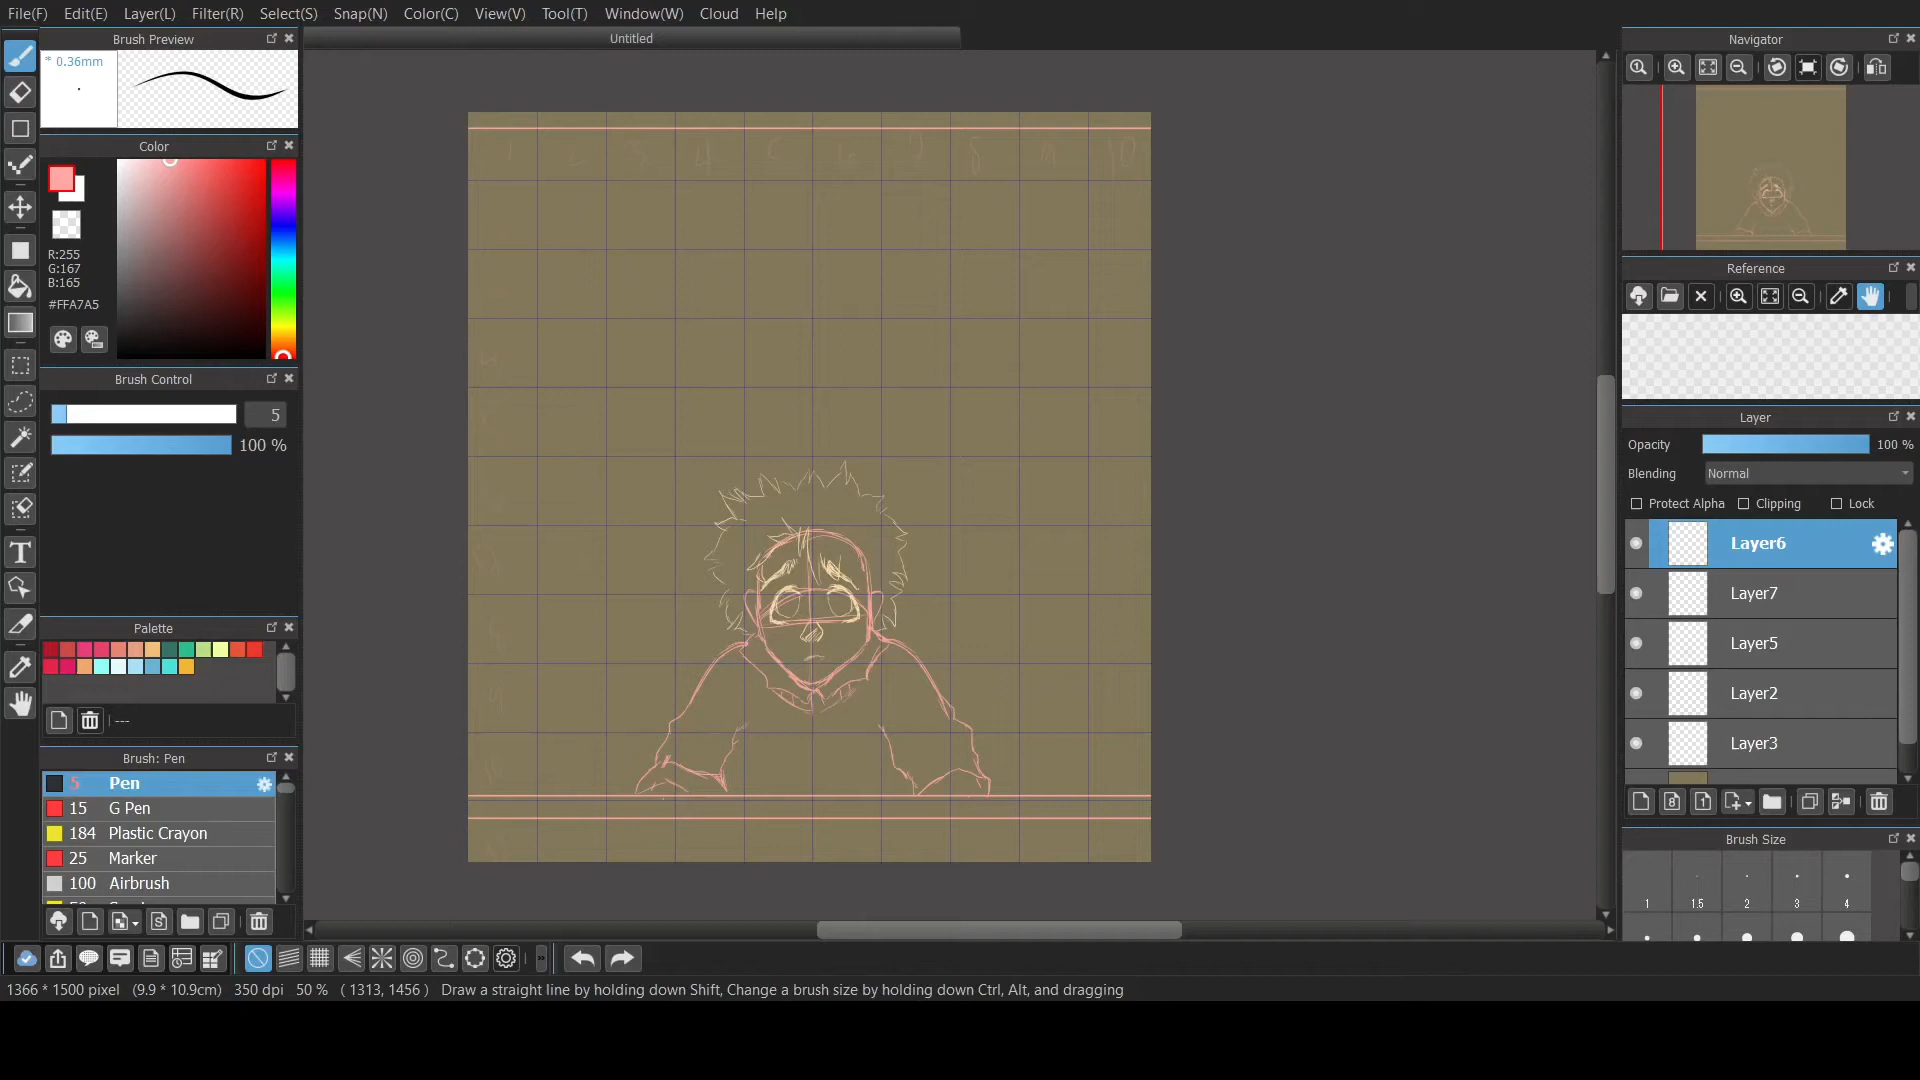 File(F) Edit(E) Layer(L) Filter(R) Select(S) Snap(N) Color(C) View(V) Tool(T) Window(W) Cloud Help
Brush Preview
Untitled
Navigator
* 0.36mm
Color
R:255
G:167
B:165
#FFA7A5
Reference
Brush Control
5
100 %
Layer
Opacity 100 %
Blending Normal
Protect Alpha Clipping Lock
Layer6
Layer7
Layer5
Layer2
Layer3
Palette
---
Brush: Pen
5 Pen
15 G Pen
184 Plastic Crayon
25 Marker
100 Airbrush
Brush Size
1 1.5 2 3 4
1366 * 1500 pixel (9.9 * 10.9cm) 350 dpi 50 % ( 1313, 1456 ) Draw a straight line by holding down Shift, Change a brush size by holding down Ctrl, Alt, and dragging